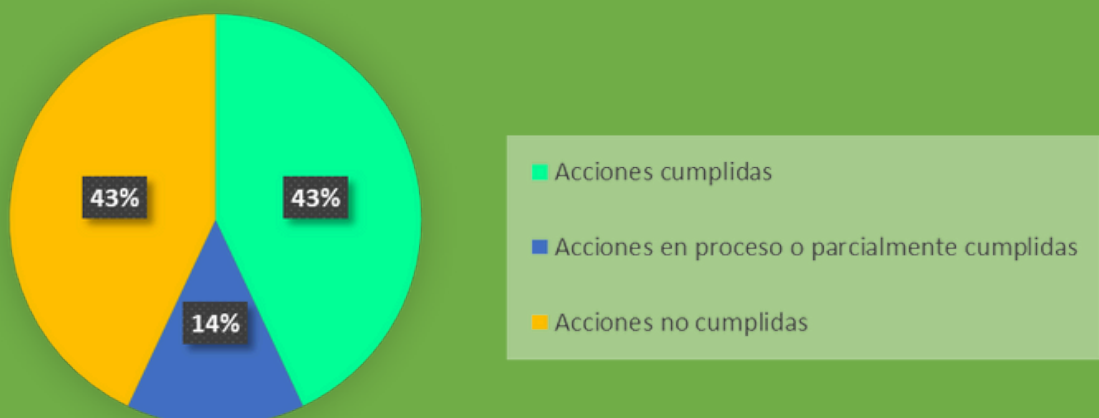 43%
43%
14%
Acciones cumplidas
Acciones en proceso o parcialmente cumplidas
Acciones no cumplidas